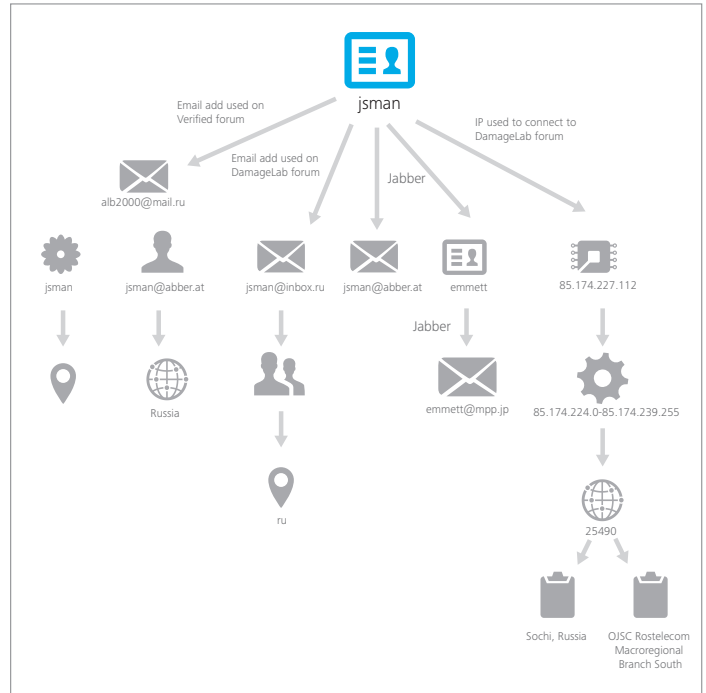 jsman
Email add used on
Verified forum
IP used to connect to
DamageLab forum
Email add used on
DamageLab forum
Jabber
alb2000@mail.ru
jsman
jsman@abber.at
jsman@inbox.ru
jsman@abber.at
emmett
85.174.227.112
Jabber
Russia
emmett@mpp.jp
85.174.224.0-85.174.239.255
ru
25490
Sochi, Russia
OJSC Rostelecom
Macroregional
Branch South